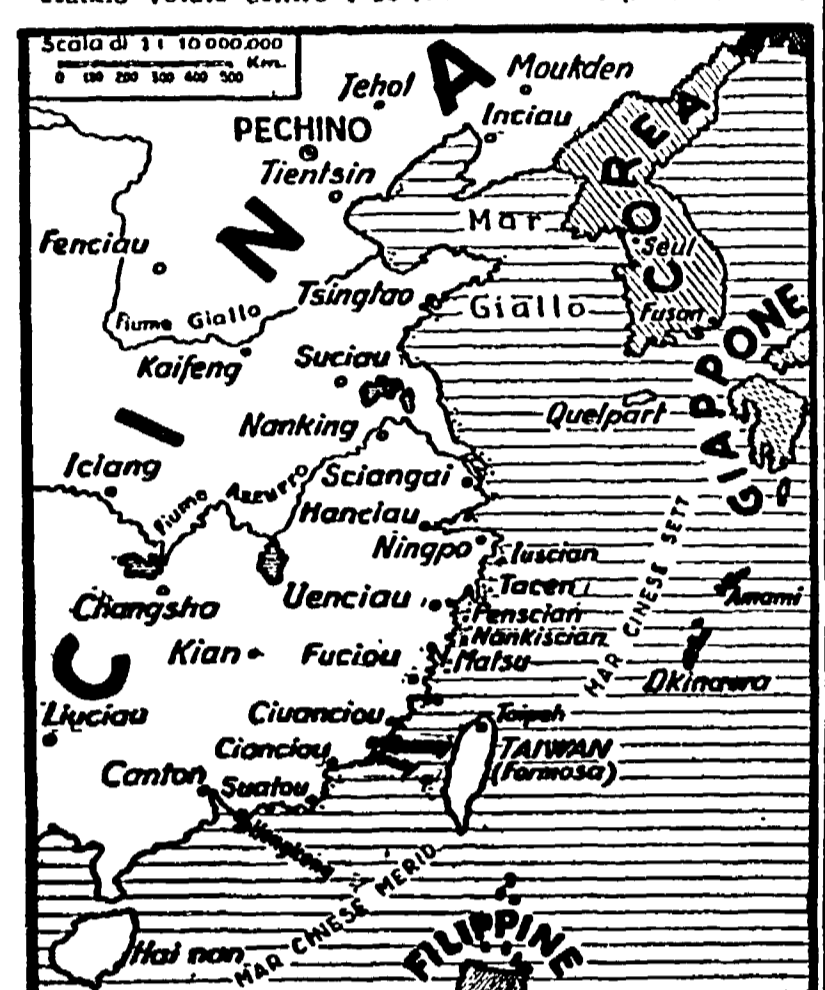 Scala di 1: 10 000.000
Km.
0 100 200 300 400 500
CINA
Moukden
Jehol
Inciau
PECHINO
Tientsin
COREA
Mar
Giallo
Seul
Fenciau
Tsingtao
Fiume Giallo
Fusan
GIAPPONE
Kaifeng
Suciau
Quelpart
Nanking
Iciang
Fiume Azzurro
Sciangai
Hanciau
MAR CINESE SETT
Ningpo
Iuscian
Uenciau
Tacen
Amami
Changsha
Penscian
Nankiscian
Kian
Fuciou
Matsu
Okinawa
Liuciau
Ciuanciou
Taipeh
Cianciou
TAIWAN
(Formosa)
Canton
Suatou
Hongkong
MAR CINESE MERID
Hai nan
FILIPPINE